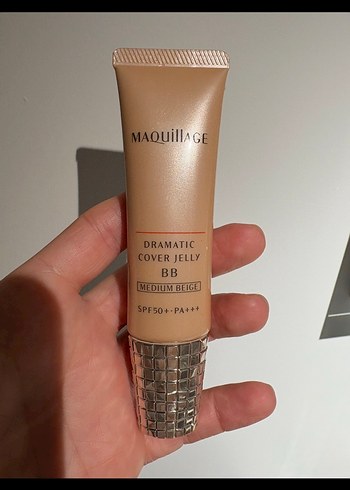 MAQuillAGE
DRAMATIC
COVER JELLY
BB
MEDIUM BEIGE
SPF50+·PA+++